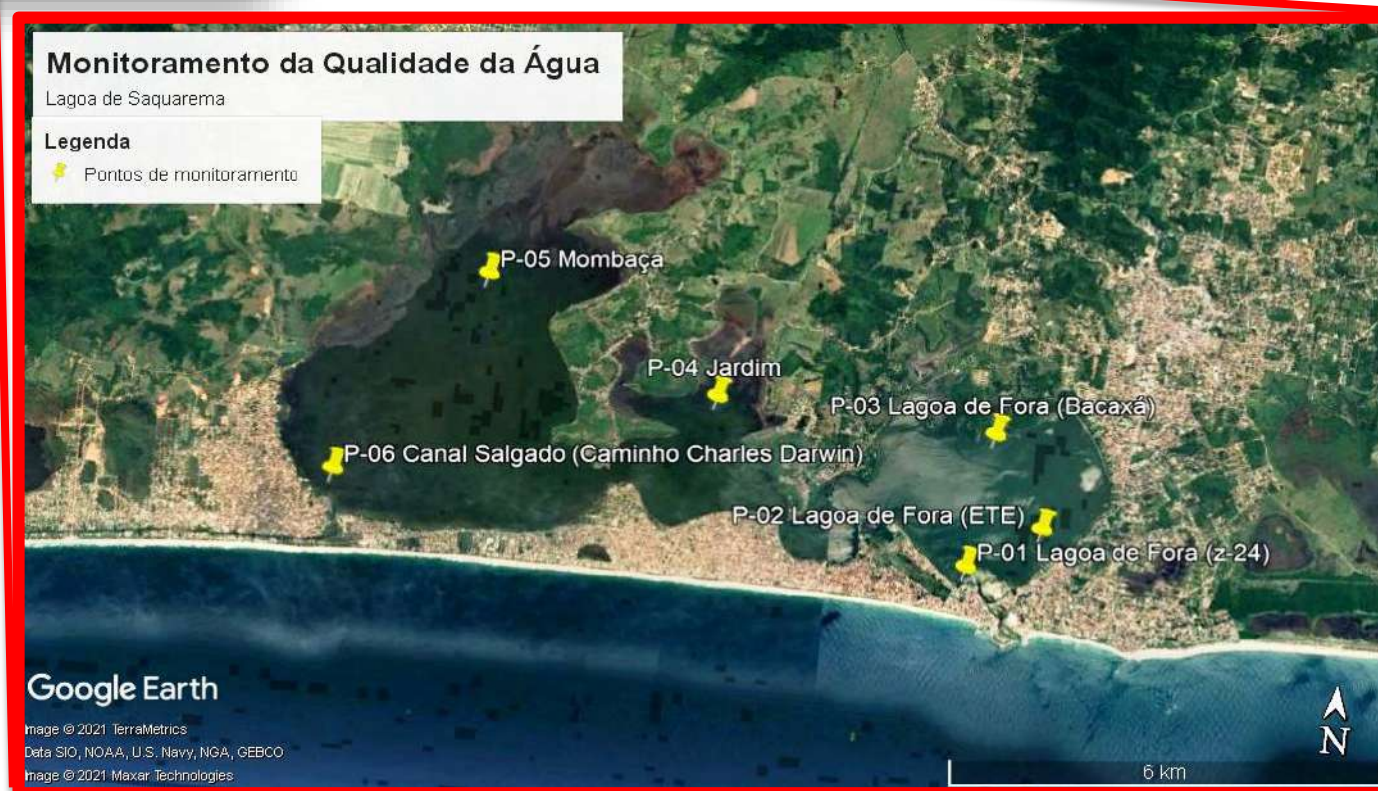 Monitoramento da Qualidade da Água
Lagoa de Saquarema
Legenda
Pontos de monitoramento
P-05 Mombaça
P-04 Jardim
P-03 Lagoa de Fora (Bacaxá)
P-06 Canal Salgado (Caminho Charles Darwin)
P-02 Lagoa de Fora (ETE)
P-01 Lagoa de Fora (z-24)
Google Earth
mage © 2021 TerraMetrics
Data SIO, NOAA, U.S. Navy, NGA, GEBCO
mage © 2021 Maxar Technologies
N
6 km